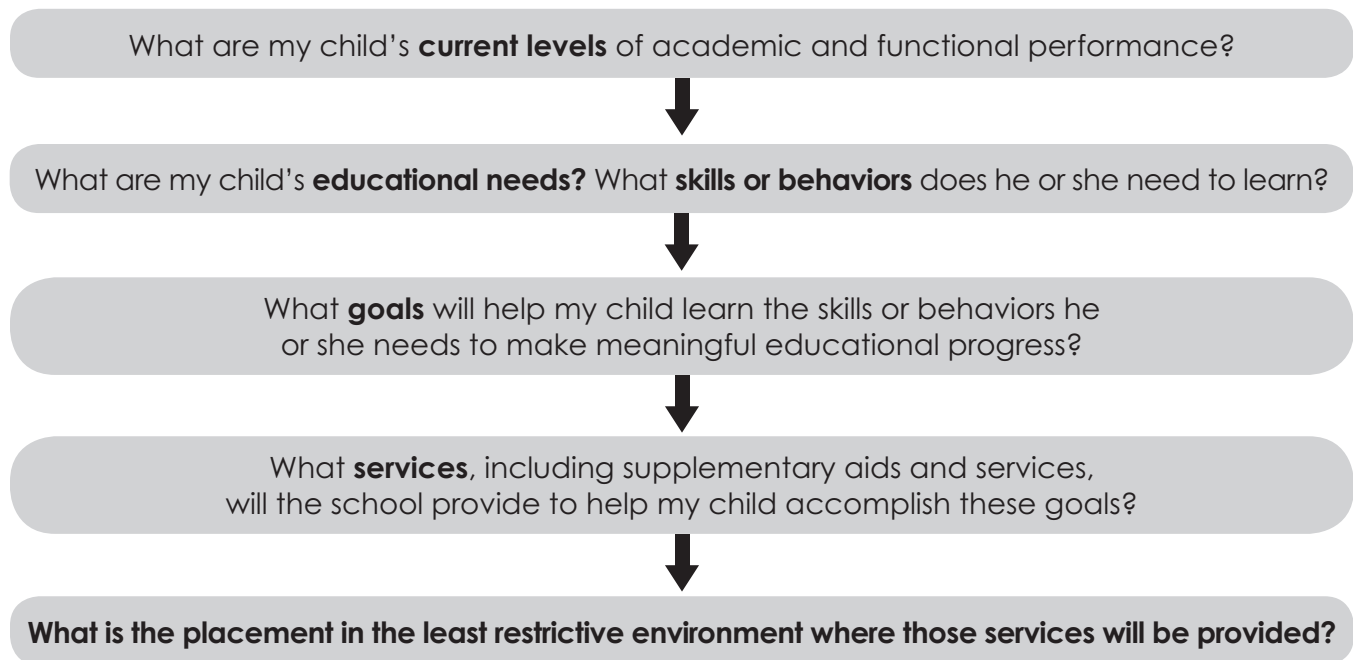 What are my child's current levels of academic and functional performance?
What are my child's educational needs? What skills or behaviors does he or she need to learn?
What goals will help my child learn the skills or behaviors he
or she needs to make meaningful educational progress?
What services, including supplementary aids and services,
will the school provide to help my child accomplish these goals?
What is the placement in the least restrictive environment where those services will be provided?